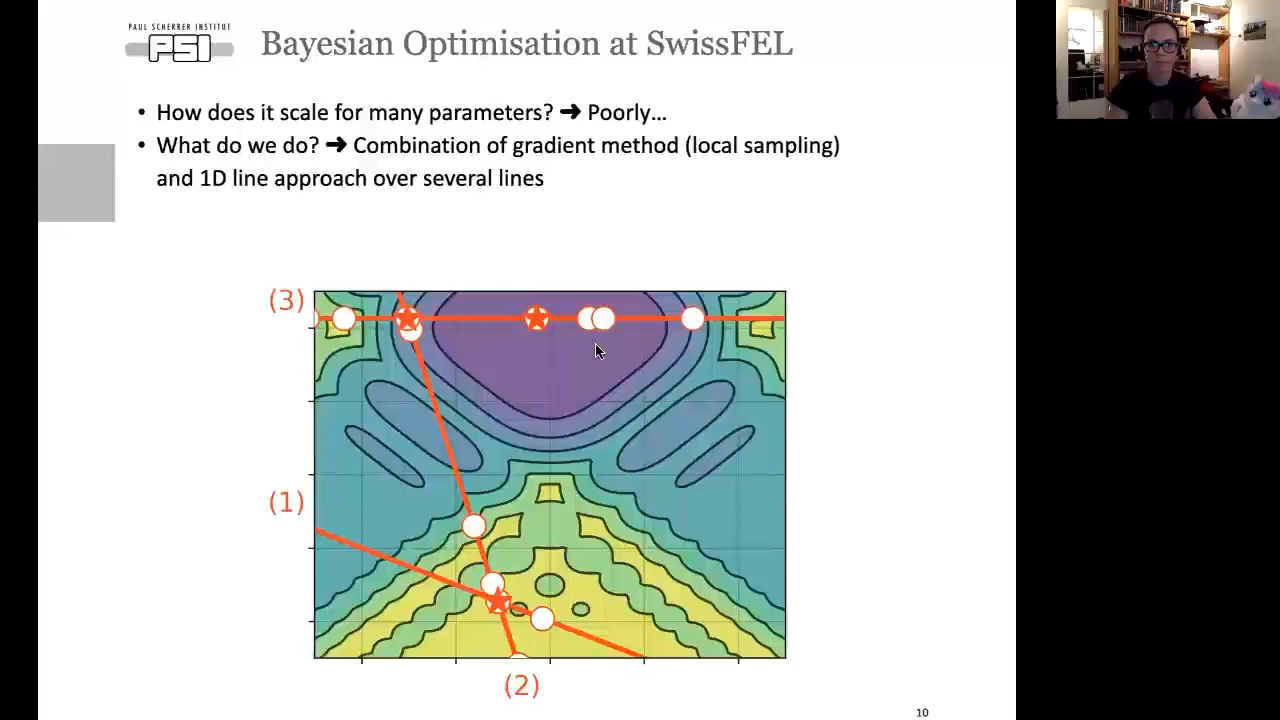 PAUL SCHERRER INSTITUT
PSI
Bayesian Optimisation at SwissFEL
• How does it scale for many parameters? ➜ Poorly...
• What do we do? ➜ Combination of gradient method (local sampling)
and 1D line approach over several lines
(3)
(1)
(2)
10